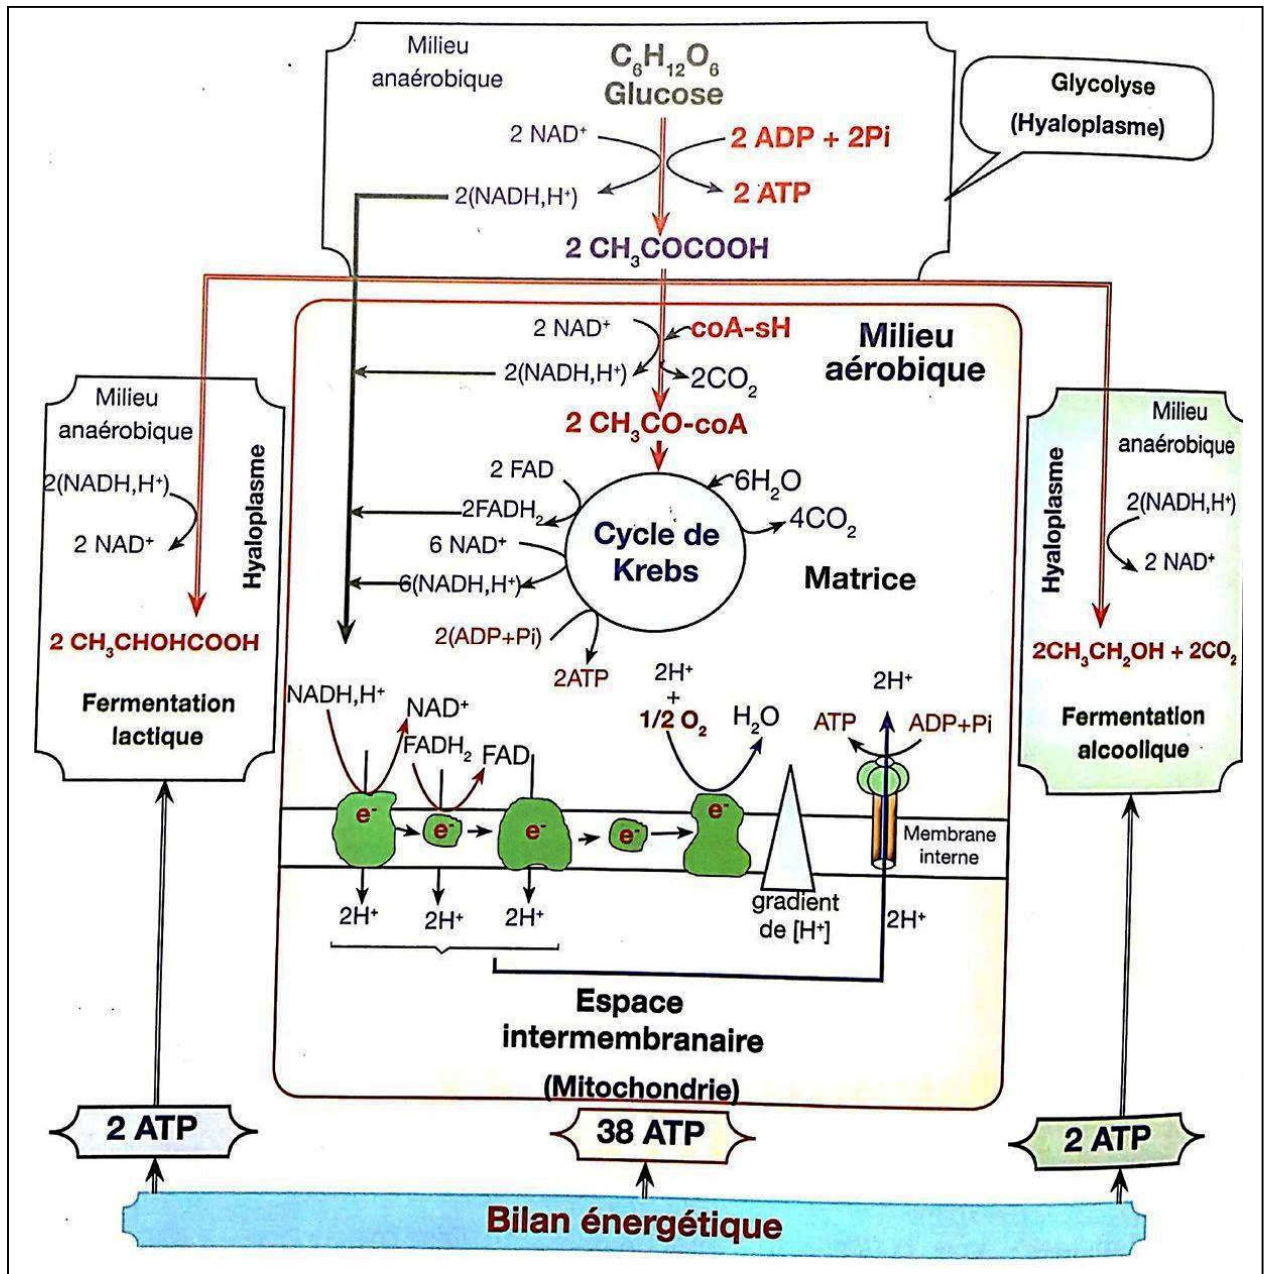 Milieu
anaérobique
C₆H₁₂O₆
Glucose
Glycolyse
(Hyaloplasme)
2 NAD⁺
2 ADP + 2Pi
2(NADH,H⁺)
2 ATP
2 CH₃COCOOH
2 NAD⁺
coA-sH
2(NADH,H⁺)
2CO₂
Milieu
aérobique
2 CH₃CO-coA
2 FAD
6H₂O
2FADH₂
4CO₂
6 NAD⁺
Cycle de
Krebs
6(NADH,H⁺)
Matrice
2(ADP+Pi)
2ATP
Milieu
anaérobique
2(NADH,H⁺)
2 NAD⁺
Hyaloplasme
2 CH₃CHOHCOOH
Fermentation
lactique
Milieu
anaérobique
2(NADH,H⁺)
2 NAD⁺
Hyaloplasme
2CH₃CH₂OH + 2CO₂
Fermentation
alcoolique
NADH,H⁺
NAD⁺
FADH₂
FAD
2H⁺
+
1/2 O₂
H₂O
2H⁺
ATP
ADP+Pi
e⁻
e⁻
e⁻
e⁻
e⁻
Membrane
interne
2H⁺
2H⁺
2H⁺
gradient
de [H⁺]
2H⁺
Espace
intermembranaire
(Mitochondrie)
2 ATP
38 ATP
2 ATP
Bilan énergétique